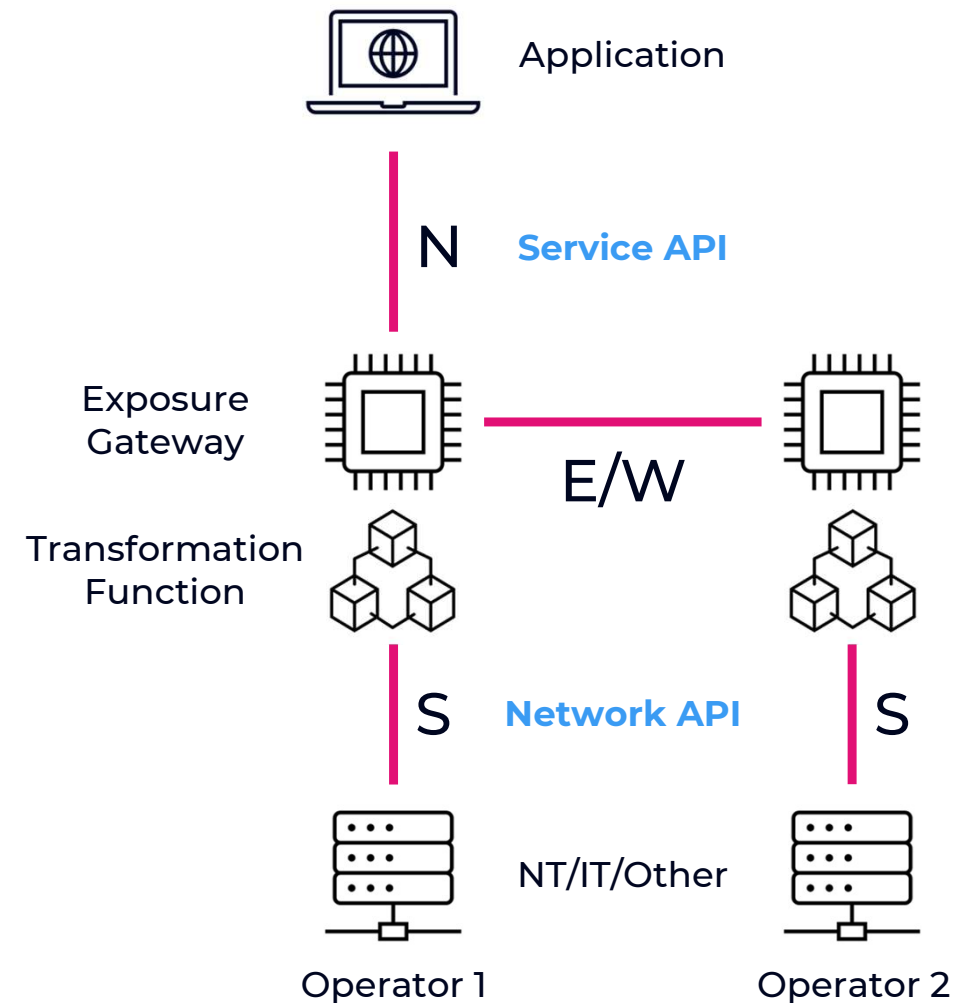 Application
N
Service API
Exposure
Gateway
E/W
Transformation
Function
S
Network API
S
NT/IT/Other
Operator 1
Operator 2